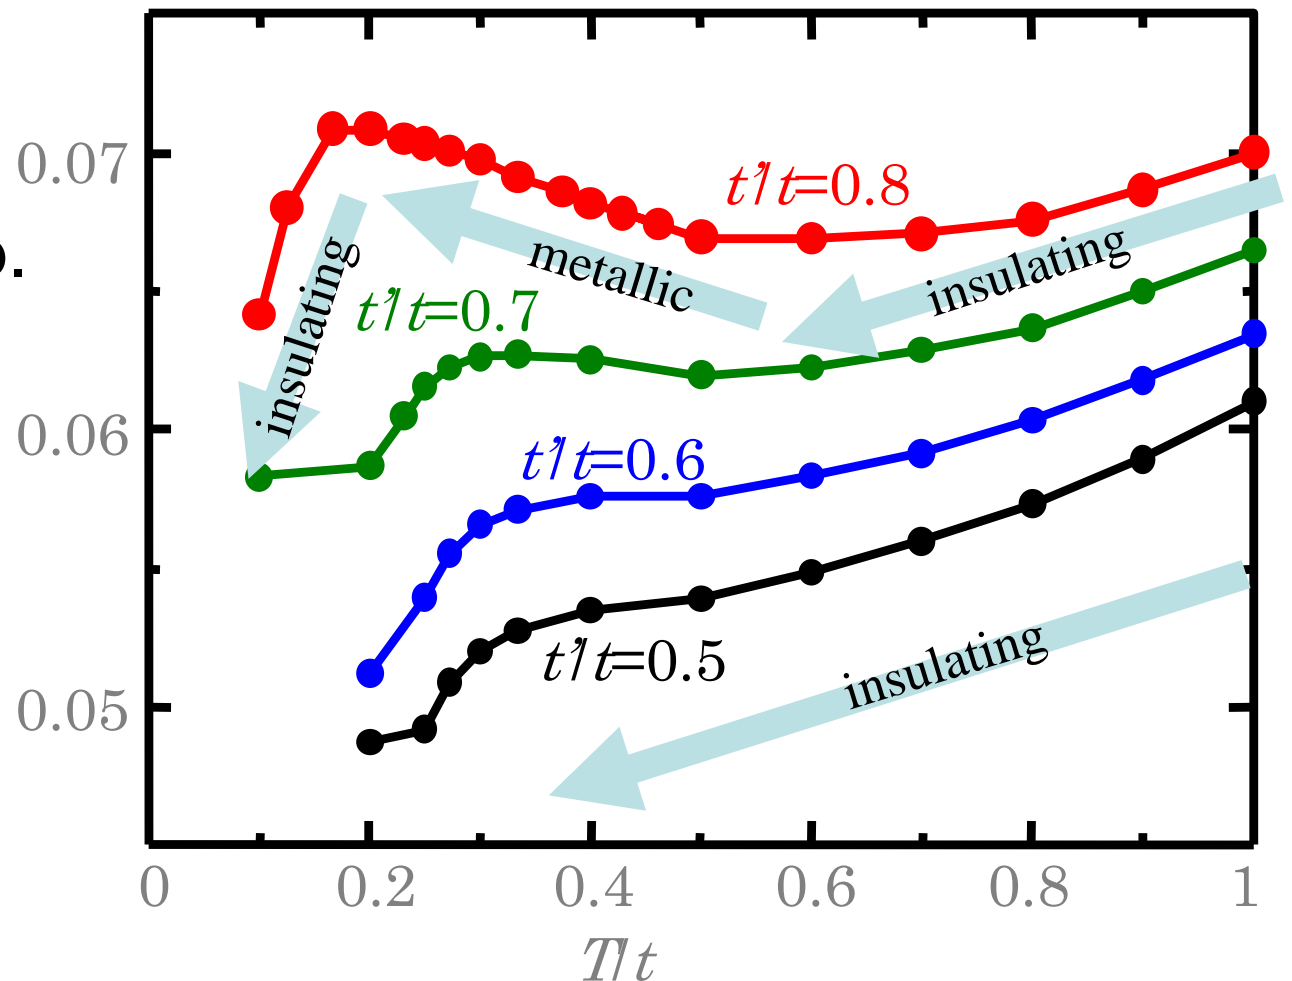 0.07
0.06
0.05
t'/t=0.8
insulating
metallic
insulating
t'/t=0.7
t'/t=0.6
t'/t=0.5
insulating
0 0.2 0.4 0.6 0.8 1
T/t